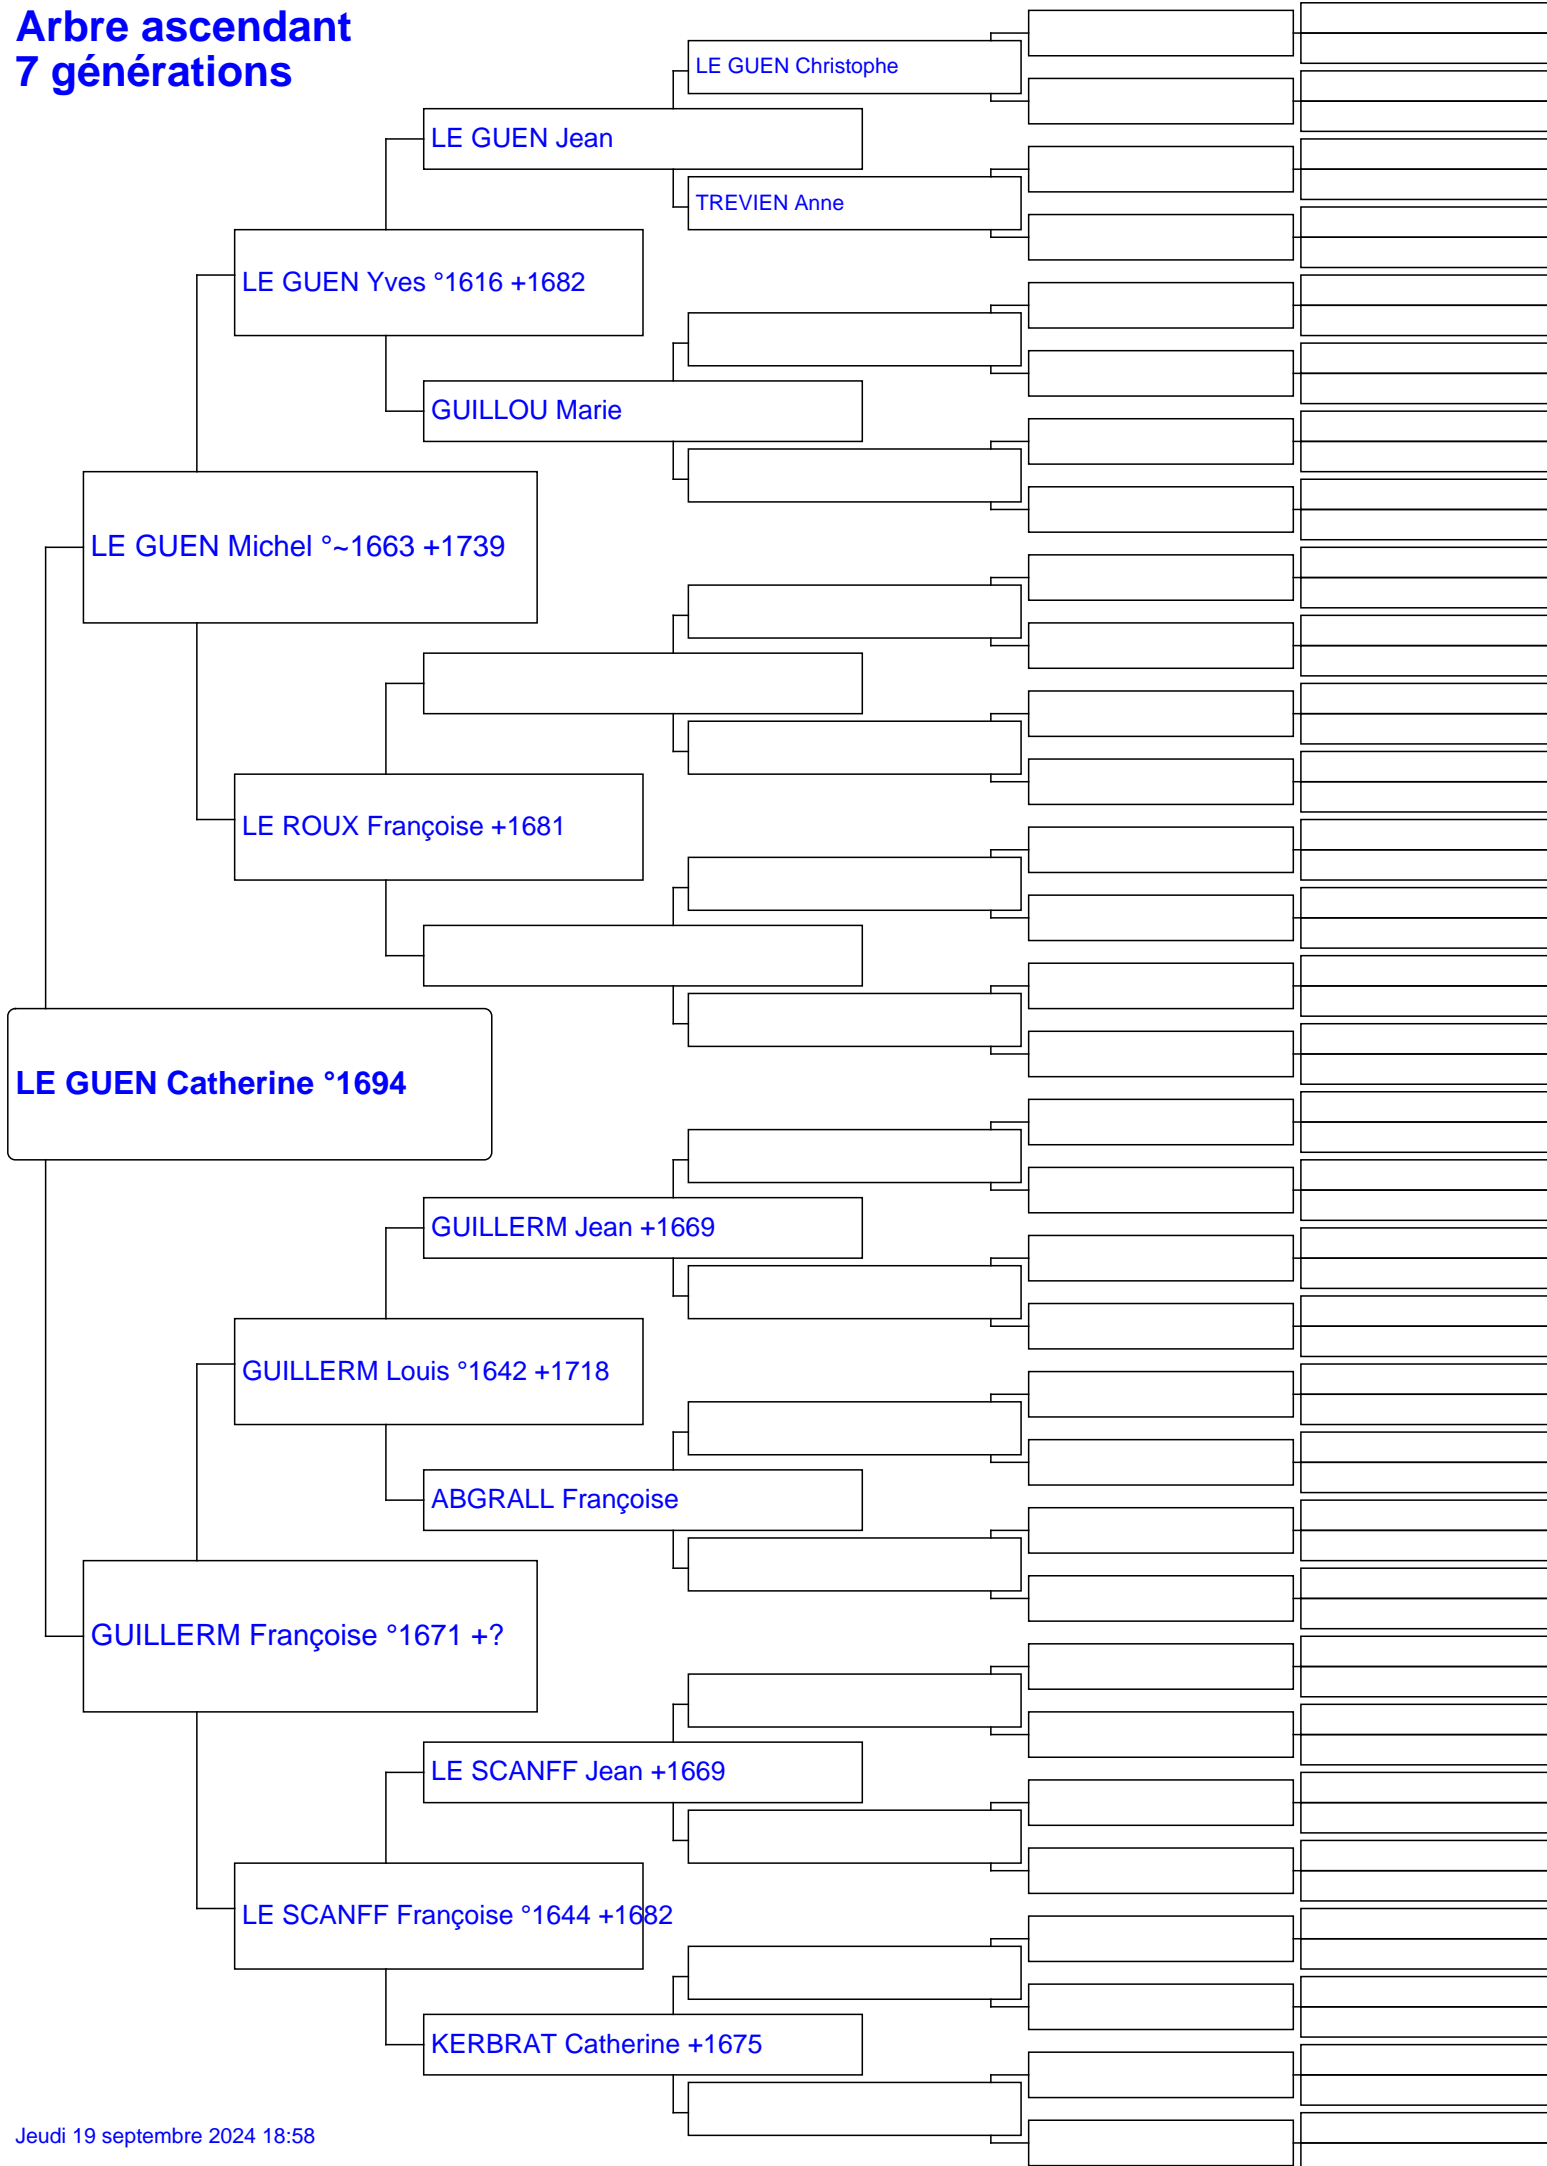 Arbre ascendant
7 générations
LE GUEN Christophe
LE GUEN Jean
TREVIEN Anne
LE GUEN Yves °1616 +1682
GUILLOU Marie
LE GUEN Michel °~1663 +1739
LE ROUX Françoise +1681
LE GUEN Catherine °1694
GUILLERM Jean +1669
GUILLERM Louis °1642 +1718
ABGRALL Françoise
GUILLERM Françoise °1671 +?
LE SCANFF Jean +1669
LE SCANFF Françoise °1644 +1682
KERBRAT Catherine +1675
Jeudi 19 septembre 2024 18:58